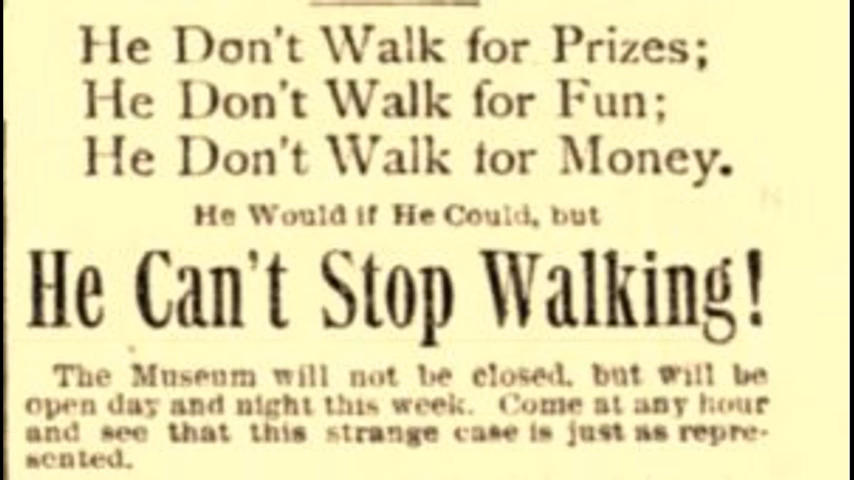 He Don't Walk for Prizes;
He Don't Walk for Fun;
He Don't Walk for Money.
He Would if He Could, but
He Can't Stop Walking!
The Museum will not be closed, but will be
open day and night this week. Come at any hour
and see that this strange case is just as repre-
sented.